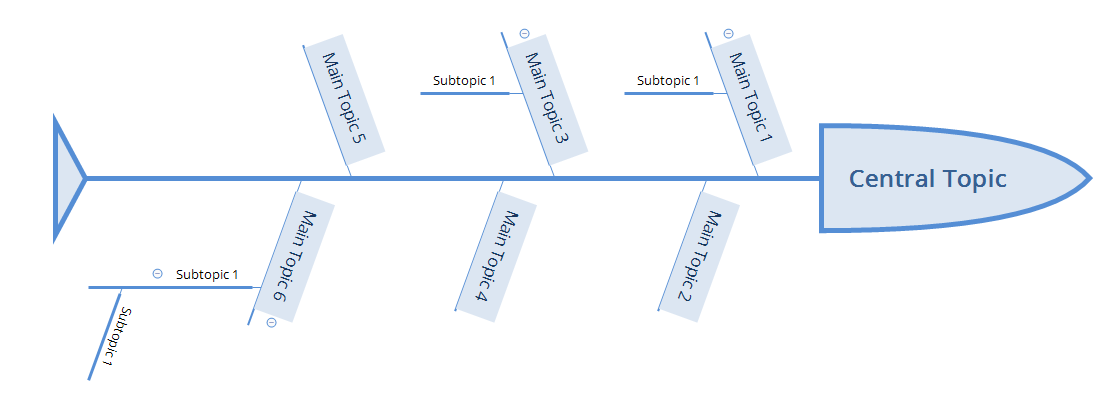 Main Topic 5
Subtopic 1
Main Topic 3
Subtopic 1
Main Topic 1
Central Topic
Subtopic 1
Subtopic 1
Main Topic 6
Main Topic 4
Main Topic 2